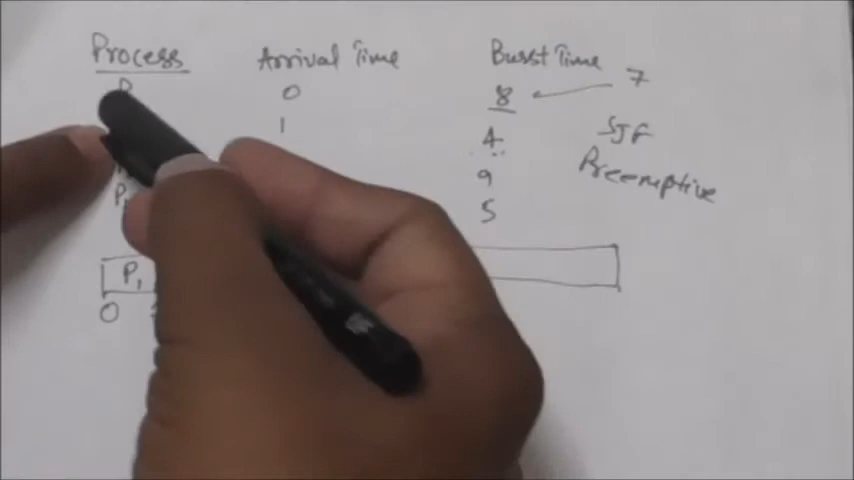 Process Arrival Time Burst Time
P 0 8 7
1 4 SJF
9 Preemptive
P 5
P1
0